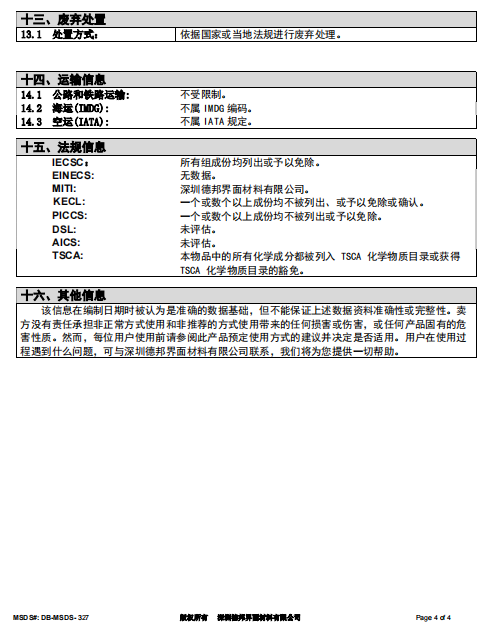 十三、废弃处置
13.1 处置方式: 依据国家或当地法规进行废弃处理。
十四、运输信息
14.1 公路和铁路运输: 不受限制。
14.2 海运(IMDG): 不属 IMDG 编码。
14.3 空运(IATA): 不属 IATA 规定。
十五、法规信息
IECSC: 所有组成份均列出或予以免除。
EINECS: 无数据。
MITI: 深圳德邦界面材料有限公司。
KECL: 一个或数个以上成份均不被列出、或予以免除或确认。
PICCS: 一个或数个以上成份均不被列出或予以免除。
DSL: 未评估。
AICS: 未评估。
TSCA: 本物品中的所有化学成分都被列入 TSCA 化学物质目录或获得
TSCA 化学物质目录的豁免。
十六、其他信息
该信息在编制日期时被认为是准确的数据基础，但不能保证上述数据资料准确性或完整性。卖
方没有责任承担非正常方式使用和非推荐的方式使用带来的任何损害或伤害，或任何产品固有的危
害性质。然而，每位用户使用前请参阅此产品预定使用方式的建议并决定是否适用。用户在使用过
程遇到什么问题，可与深圳德邦界面材料有限公司联系，我们将为您提供一切帮助。
MSDS#: DB-MSDS- 327 版权所有 深圳德邦界面材料有限公司 Page 4 of 4